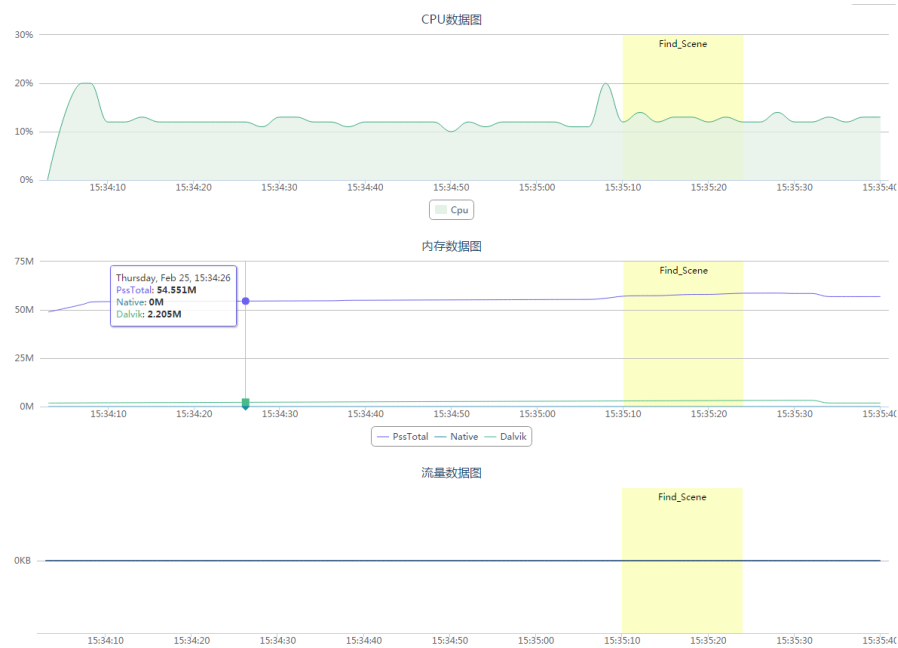 CPU数据图
30%
Find_Scene
20%
10%
0%
15:34:10 15:34:20 15:34:30 15:34:40 15:34:50 15:35:00 15:35:10 15:35:20 15:35:30 15:35:40
Cpu
内存数据图
75M
Find_Scene
Thursday, Feb 25, 15:34:26
PssTotal: 54.551M
Native: 0M
Dalvik: 2.205M
50M
25M
0M
15:34:10 15:34:20 15:34:30 15:34:40 15:34:50 15:35:00 15:35:10 15:35:20 15:35:30 15:35:40
PssTotal Native Dalvik
流量数据图
Find_Scene
0KB
15:34:10 15:34:20 15:34:30 15:34:40 15:34:50 15:35:00 15:35:10 15:35:20 15:35:30 15:35:40